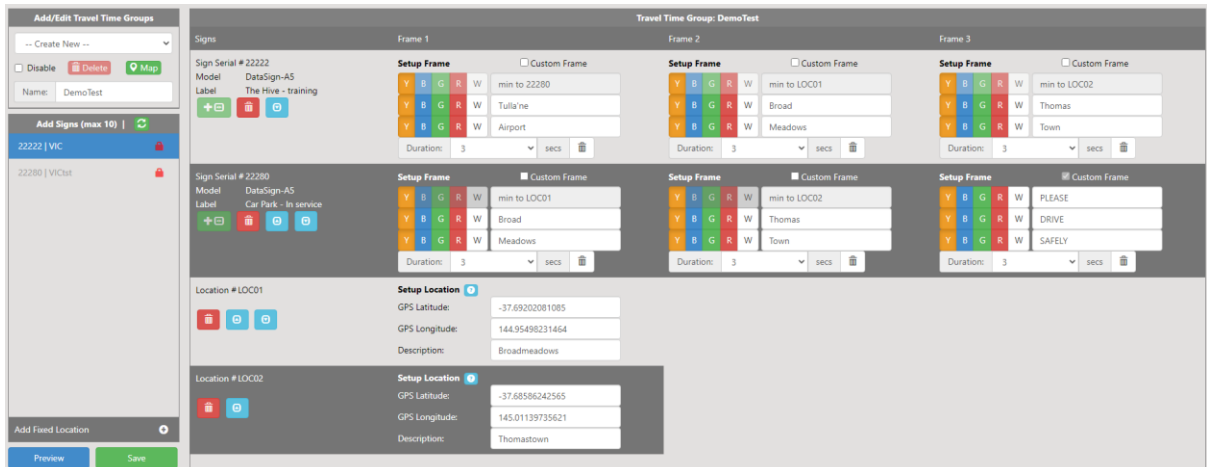 Add/Edit Travel Time Groups
-- Create New --
Disable Delete Map
Name: DemoTest
Add Signs (max 10) |
22222 | VIC
22280 | VICtst
Add Fixed Location
Preview Save
Travel Time Group: DemoTest
Signs Frame 1 Frame 2 Frame 3
Sign Serial # 22222
Model DataSign-A5
Label The Hive - training
Setup Frame Custom Frame
Y B G R W min to 22280
Y B G R W Tulla'ne
Y B G R W Airport
Duration: 3 secs
Setup Frame Custom Frame
Y B G R W min to LOC01
Y B G R W Broad
Y B G R W Meadows
Duration: 3 secs
Setup Frame Custom Frame
Y B G R W min to LOC02
Y B G R W Thomas
Y B G R W Town
Duration: 3 secs
Sign Serial # 22280
Model DataSign-A5
Label Car Park - In service
Setup Frame Custom Frame
Y B G R W min to LOC01
Y B G R W Broad
Y B G R W Meadows
Duration: 3 secs
Setup Frame Custom Frame
Y B G R W min to LOC02
Y B G R W Thomas
Y B G R W Town
Duration: 3 secs
Setup Frame Custom Frame
Y B G R W PLEASE
Y B G R W DRIVE
Y B G R W SAFELY
Duration: 3 secs
Location # LOC01
Setup Location
GPS Latitude: -37.69202081085
GPS Longitude: 144.95498231464
Description: Broadmeadows
Location # LOC02
Setup Location
GPS Latitude: -37.68586242565
GPS Longitude: 145.01139735621
Description: Thomastown